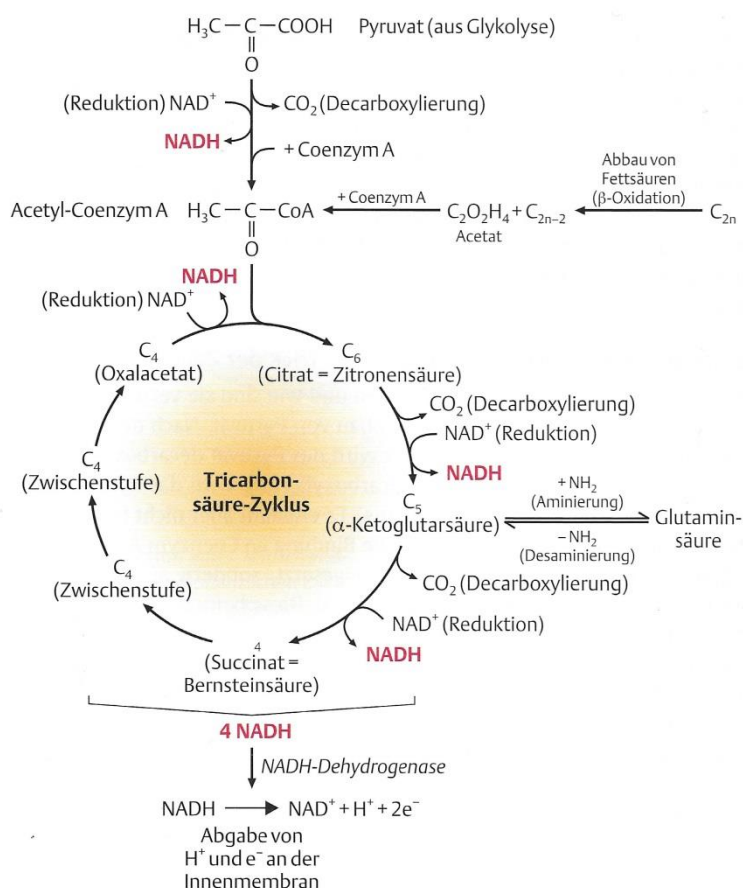 H₃C – C – COOH Pyruvat (aus Glykolyse)
O
(Reduktion) NAD⁺
CO₂ (Decarboxylierung)
NADH
+ Coenzym A
Abbau von
Fettsäuren
(β-Oxidation)
Acetyl-Coenzym A H₃C – C – CoA
+ Coenzym A
C₂O₂H₄ + C₂ₙ₋₂
Acetat
C₂ₙ
O
NADH
(Reduktion) NAD⁺
C₄
(Oxalacetat)
C₆
(Citrat = Zitronensäure)
CO₂ (Decarboxylierung)
NAD⁺ (Reduktion)
NADH
C₄
(Zwischenstufe)
Tricarbon-
säure-Zyklus
C₅
(α-Ketoglutarsäure)
+ NH₂
(Aminierung)
– NH₂
(Desaminierung)
Glutamin-
säure
C₄
(Zwischenstufe)
CO₂ (Decarboxylierung)
NAD⁺ (Reduktion)
NADH
4
(Succinat =
Bernsteinsäure)
4 NADH
NADH-Dehydrogenase
NADH → NAD⁺ + H⁺ + 2e⁻
Abgabe von
H⁺ und e⁻ an der
Innenmembran